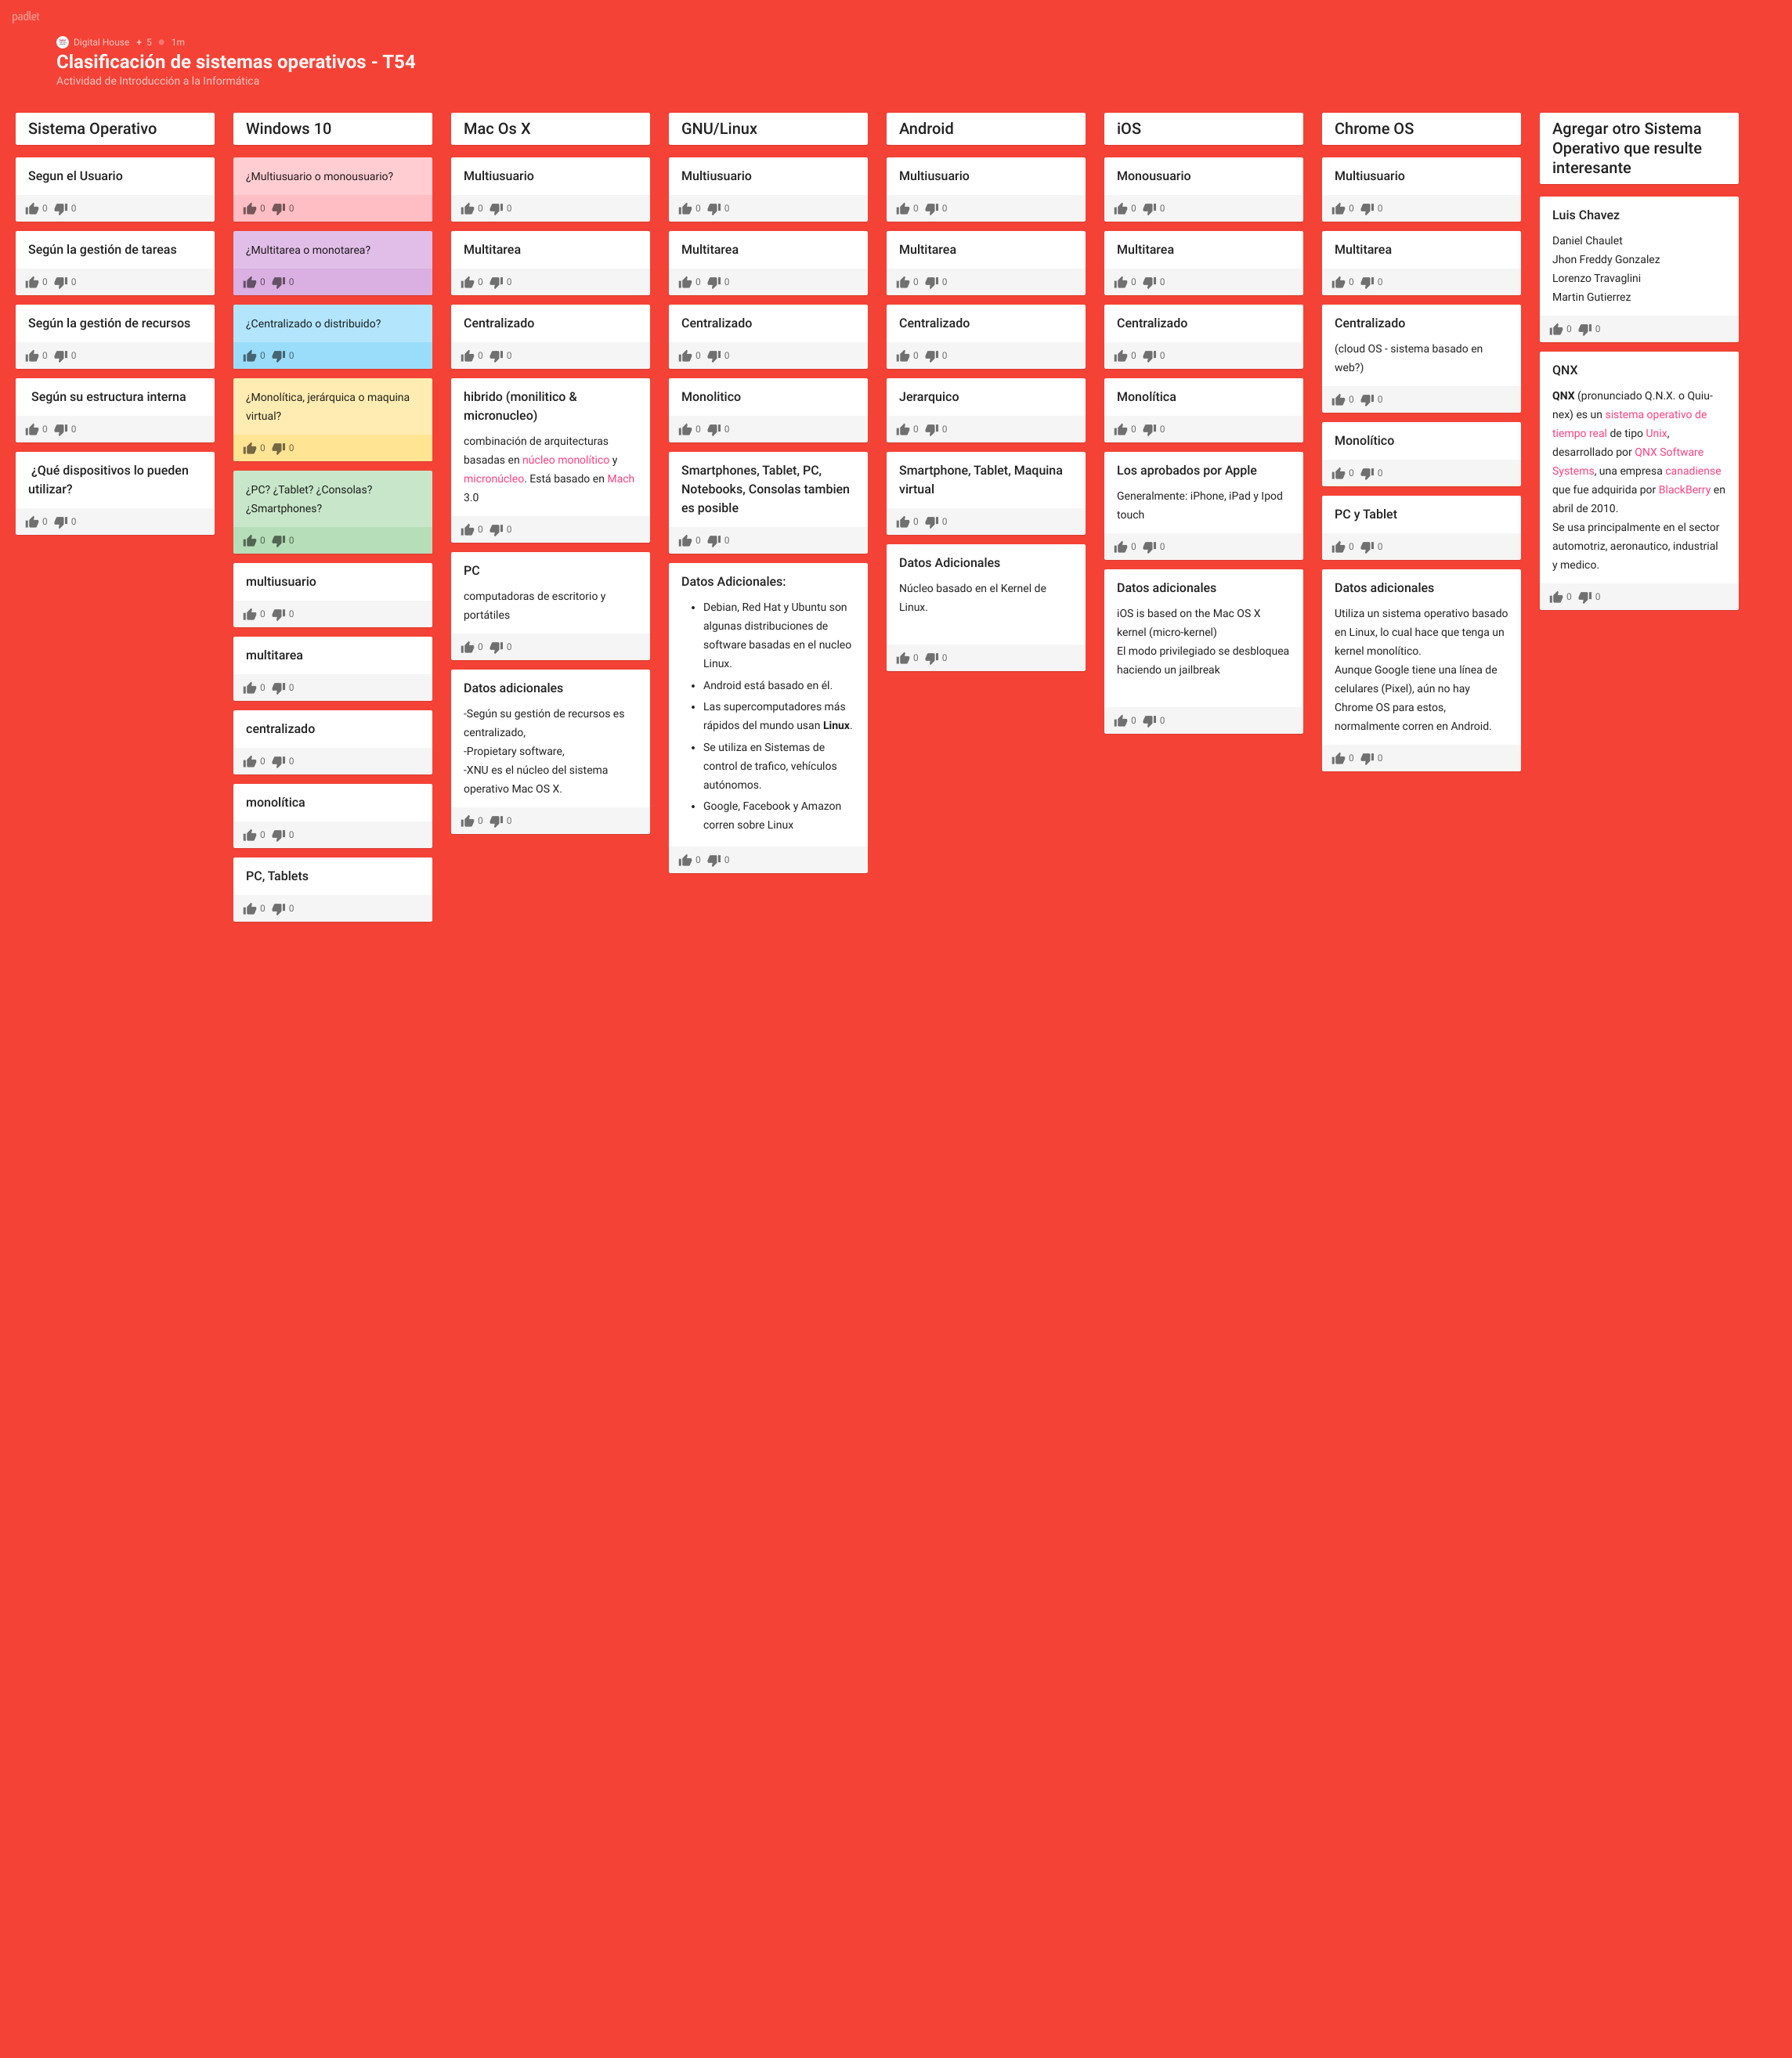 padlet
Digital House + 5 1m
Clasificación de sistemas operativos - T54
Actividad de Introducción a la Informática
Sistema Operativo
Segun el Usuario
0 0
Según la gestión de tareas
0 0
Según la gestión de recursos
0 0
Según su estructura interna
0 0
¿Qué dispositivos lo pueden
utilizar?
0 0
Windows 10
¿Multiusuario o monousuario?
0 0
¿Multitarea o monotarea?
0 0
¿Centralizado o distribuido?
0 0
¿Monolítica, jerárquica o maquina
virtual?
0 0
¿PC? ¿Tablet? ¿Consolas?
¿Smartphones?
0 0
multiusuario
0 0
multitarea
0 0
centralizado
0 0
monolítica
0 0
PC, Tablets
0 0
Mac Os X
Multiusuario
0 0
Multitarea
0 0
Centralizado
0 0
hibrido (monilitico &
micronucleo)
combinación de arquitecturas
basadas en núcleo monolítico y
micronúcleo. Está basado en Mach
3.0
0 0
PC
computadoras de escritorio y
portátiles
0 0
Datos adicionales
-Según su gestión de recursos es
centralizado,
-Propietary software,
-XNU es el núcleo del sistema
operativo Mac OS X.
0 0
GNU/Linux
Multiusuario
0 0
Multitarea
0 0
Centralizado
0 0
Monolitico
0 0
Smartphones, Tablet, PC,
Notebooks, Consolas tambien
es posible
0 0
Datos Adicionales:
• Debian, Red Hat y Ubuntu son
algunas distribuciones de
software basadas en el nucleo
Linux.
• Android está basado en él.
• Las supercomputadores más
rápidos del mundo usan Linux.
• Se utiliza en Sistemas de
control de trafico, vehículos
autónomos.
• Google, Facebook y Amazon
corren sobre Linux
0 0
Android
Multiusuario
0 0
Multitarea
0 0
Centralizado
0 0
Jerarquico
0 0
Smartphone, Tablet, Maquina
virtual
0 0
Datos Adicionales
Núcleo basado en el Kernel de
Linux.
0 0
iOS
Monousuario
0 0
Multitarea
0 0
Centralizado
0 0
Monolítica
0 0
Los aprobados por Apple
Generalmente: iPhone, iPad y Ipod
touch
0 0
Datos adicionales
iOS is based on the Mac OS X
kernel (micro-kernel)
El modo privilegiado se desbloquea
haciendo un jailbreak
0 0
Chrome OS
Multiusuario
0 0
Multitarea
0 0
Centralizado
(cloud OS - sistema basado en
web?)
0 0
Monolítico
0 0
PC y Tablet
0 0
Datos adicionales
Utiliza un sistema operativo basado
en Linux, lo cual hace que tenga un
kernel monolítico.
Aunque Google tiene una línea de
celulares (Pixel), aún no hay
Chrome OS para estos,
normalmente corren en Android.
0 0
Agregar otro Sistema
Operativo que resulte
interesante
Luis Chavez
Daniel Chaulet
Jhon Freddy Gonzalez
Lorenzo Travaglini
Martin Gutierrez
0 0
QNX
QNX (pronunciado Q.N.X. o Quiu-
nex) es un sistema operativo de
tiempo real de tipo Unix,
desarrollado por QNX Software
Systems, una empresa canadiense
que fue adquirida por BlackBerry en
abril de 2010.
Se usa principalmente en el sector
automotriz, aeronautico, industrial
y medico.
0 0